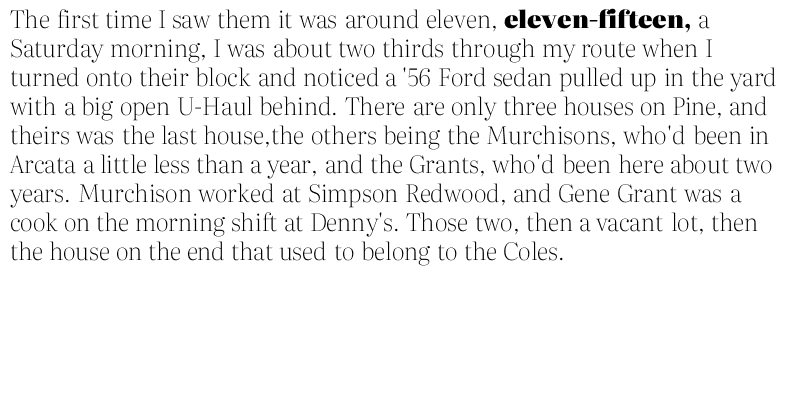 The first time I saw them it was around eleven, eleven-fifteen, a
Saturday morning, I was about two thirds through my route when I
turned onto their block and noticed a '56 Ford sedan pulled up in the yard
with a big open U-Haul behind. There are only three houses on Pine, and
theirs was the last house,the others being the Murchisons, who'd been in
Arcata a little less than a year, and the Grants, who'd been here about two
years. Murchison worked at Simpson Redwood, and Gene Grant was a
cook on the morning shift at Denny's. Those two, then a vacant lot, then
the house on the end that used to belong to the Coles.